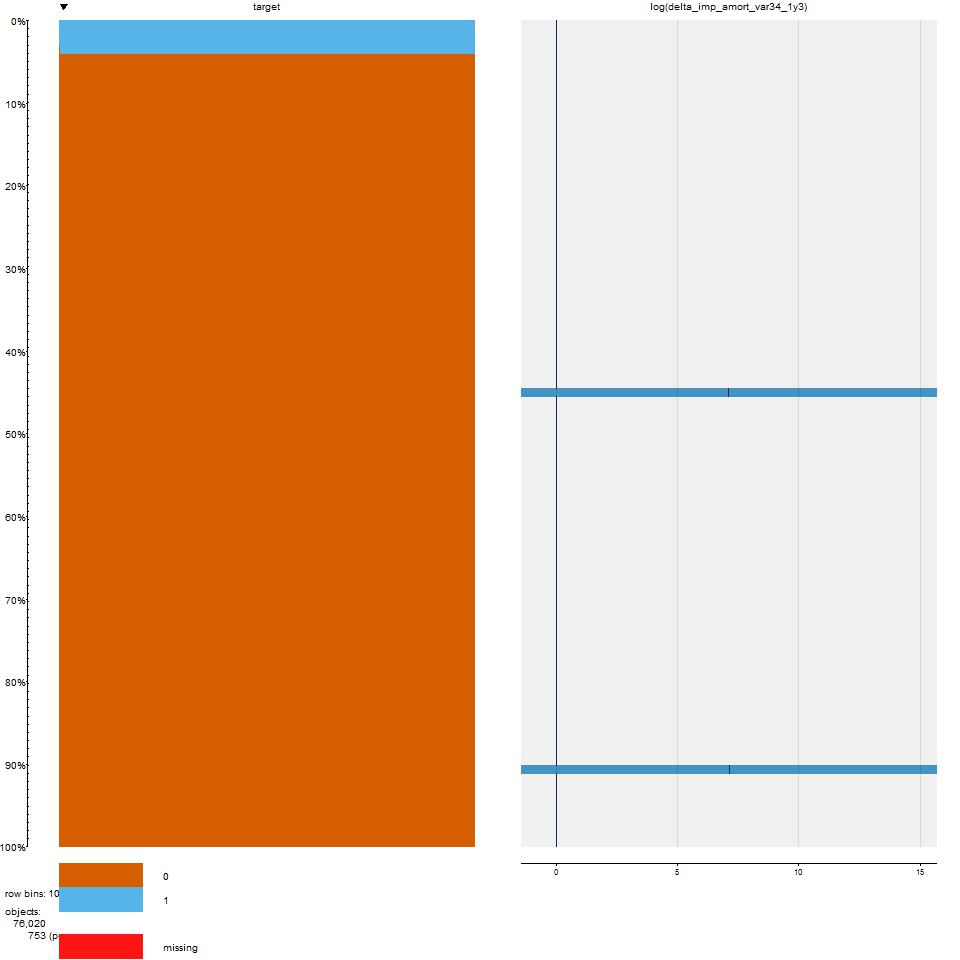 target
log(delta_imp_amort_var34_1y3)
0%
10%
20%
30%
40%
50%
60%
70%
80%
90%
100%
0 5 10 15
0
1
missing
row bins: 10
objects:
76,020
753 (p